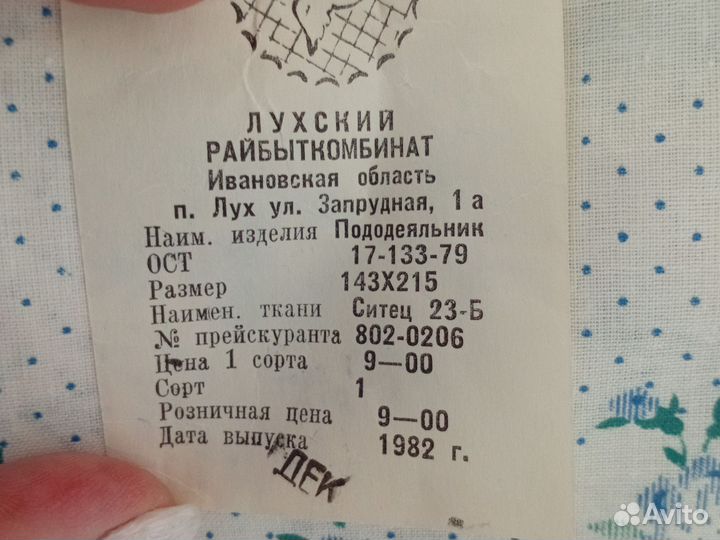 ЛУХСКИЙ
РАЙБЫТКОМБИНАТ
Ивановская область
п. Лух ул. Запрудная, 1а
Наим. изделия Пододеяльник
ОСТ 17-133-79
Размер 143Х215
Наимен. ткани Ситец 23-Б
№ прейскуранта 802-0206
Цена 1 сорта 9—00
Сорт 1
Розничная цена 9—00
Дата выпуска 1982 г.
ДЕК
Avito